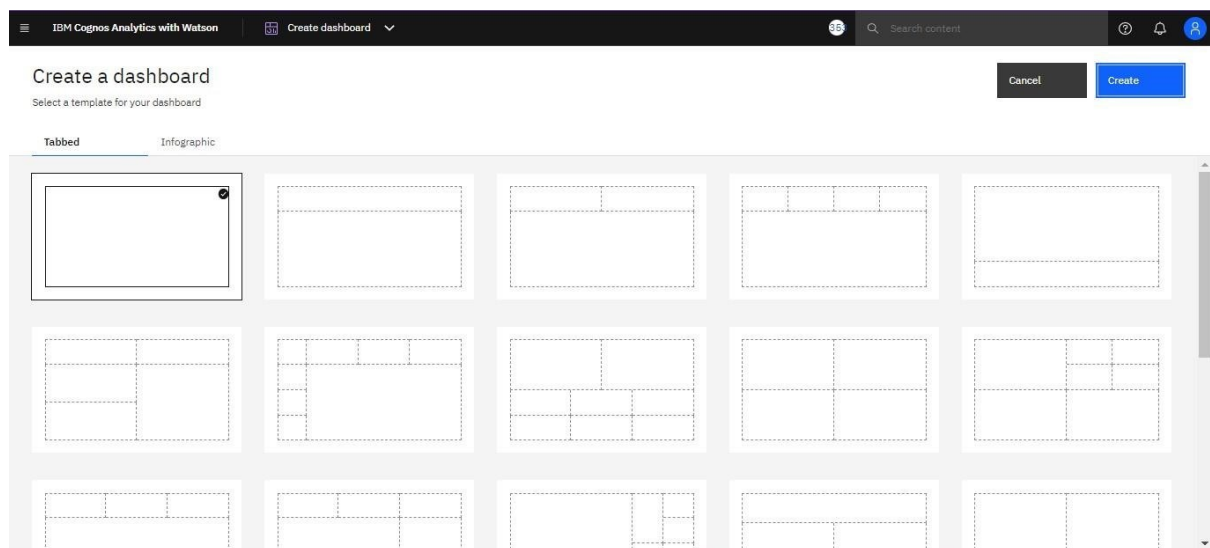 IBM Cognos Analytics with Watson
Create dashboard
Search content
Create a dashboard
Cancel
Create
Select a template for your dashboard
Tabbed
Infographic